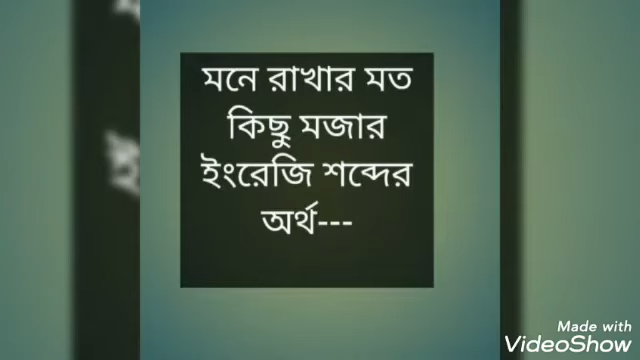 মনে রাখার মত
কিছু মজার
ইংরেজি শব্দের
অর্থ---
Made with
VideoShow